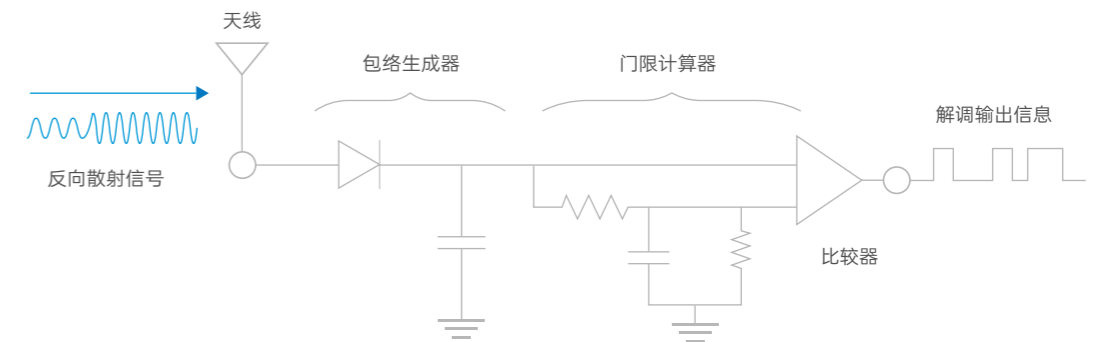 天线
包络生成器
门限计算器
解调输出信息
反向散射信号
比较器